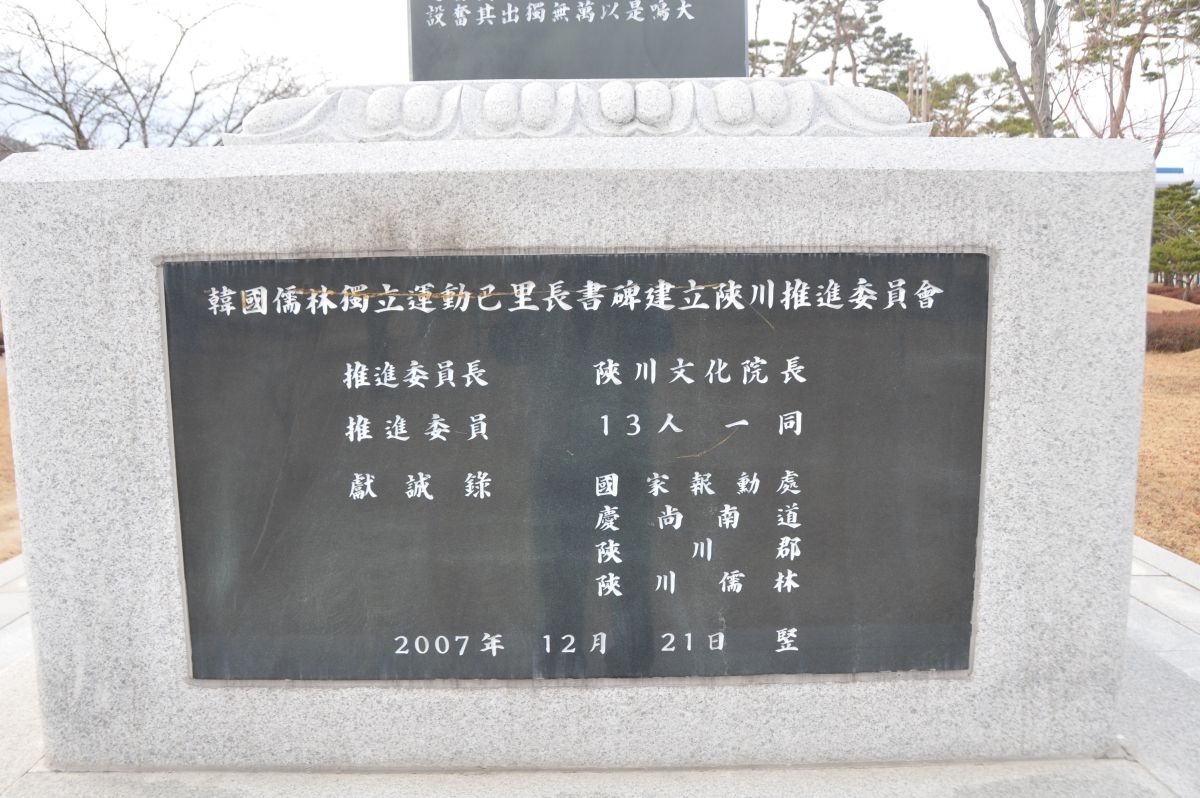 設奮其出獨無萬以是鳴大
韓國儒林獨立運動巴里長書碑建立陜川推進委員會
推進委員長 陜川文化院長
推進委員 13人 一同
獻誠錄 國家報勳處
慶尚南道
陜川郡
陜川儒林
2007年 12月 21日 竪